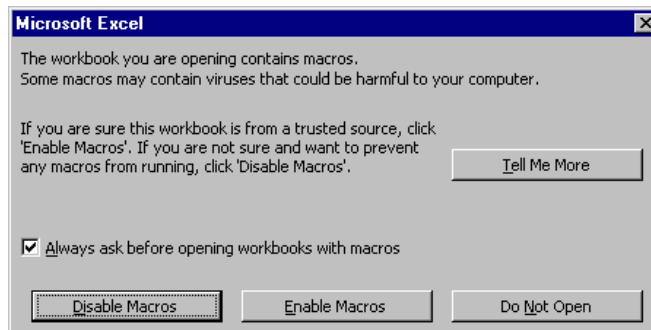 Microsoft Excel
The workbook you are opening contains macros.
Some macros may contain viruses that could be harmful to your computer.
If you are sure this workbook is from a trusted source, click
'Enable Macros'. If you are not sure and want to prevent
any macros from running, click 'Disable Macros'.
Tell Me More
Always ask before opening workbooks with macros
Disable Macros
Enable Macros
Do Not Open